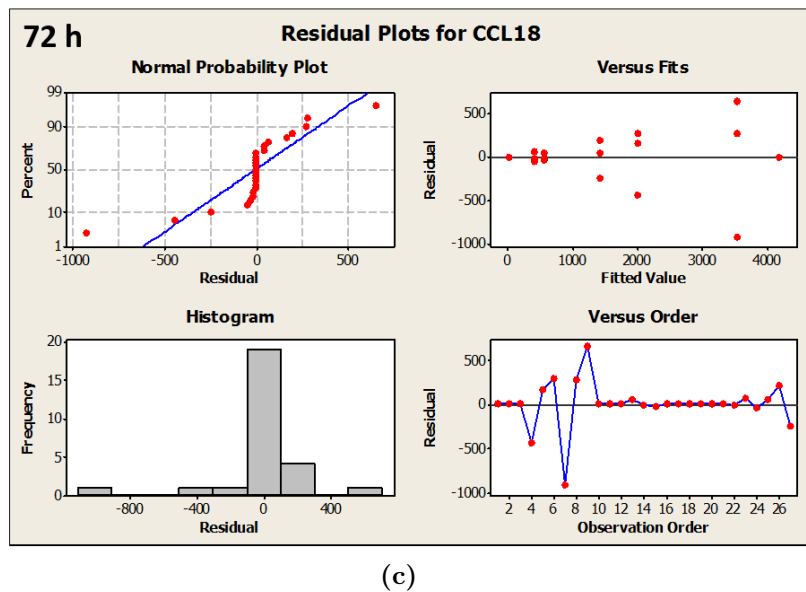 72 h
Residual Plots for CCL18
Normal Probability Plot
Versus Fits
99
90
50
10
1
Percent
-1000
-500
0
500
Residual
500
0
-500
-1000
Residual
0
1000
2000
3000
4000
Fitted Value
Histogram
Versus Order
20
15
10
5
0
Frequency
-800
-400
0
400
Residual
500
0
-500
-1000
Residual
2 4 6 8 10 12 14 16 18 20 22 24 26
Observation Order
(c)